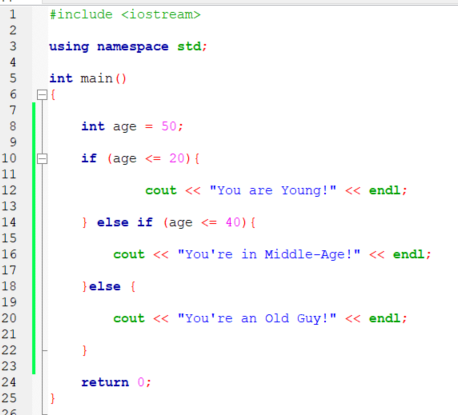 1 #include <iostream>
2
3 using namespace std;
4
5 int main()
6 {
7
8 int age = 50;
9
10 if (age <= 20){
11
12 cout << "You are Young!" << endl;
13
14 } else if (age <= 40){
15
16 cout << "You're in Middle-Age!" << endl;
17
18 }else {
19
20 cout << "You're an Old Guy!" << endl;
21
22 }
23
24 return 0;
25 }
26